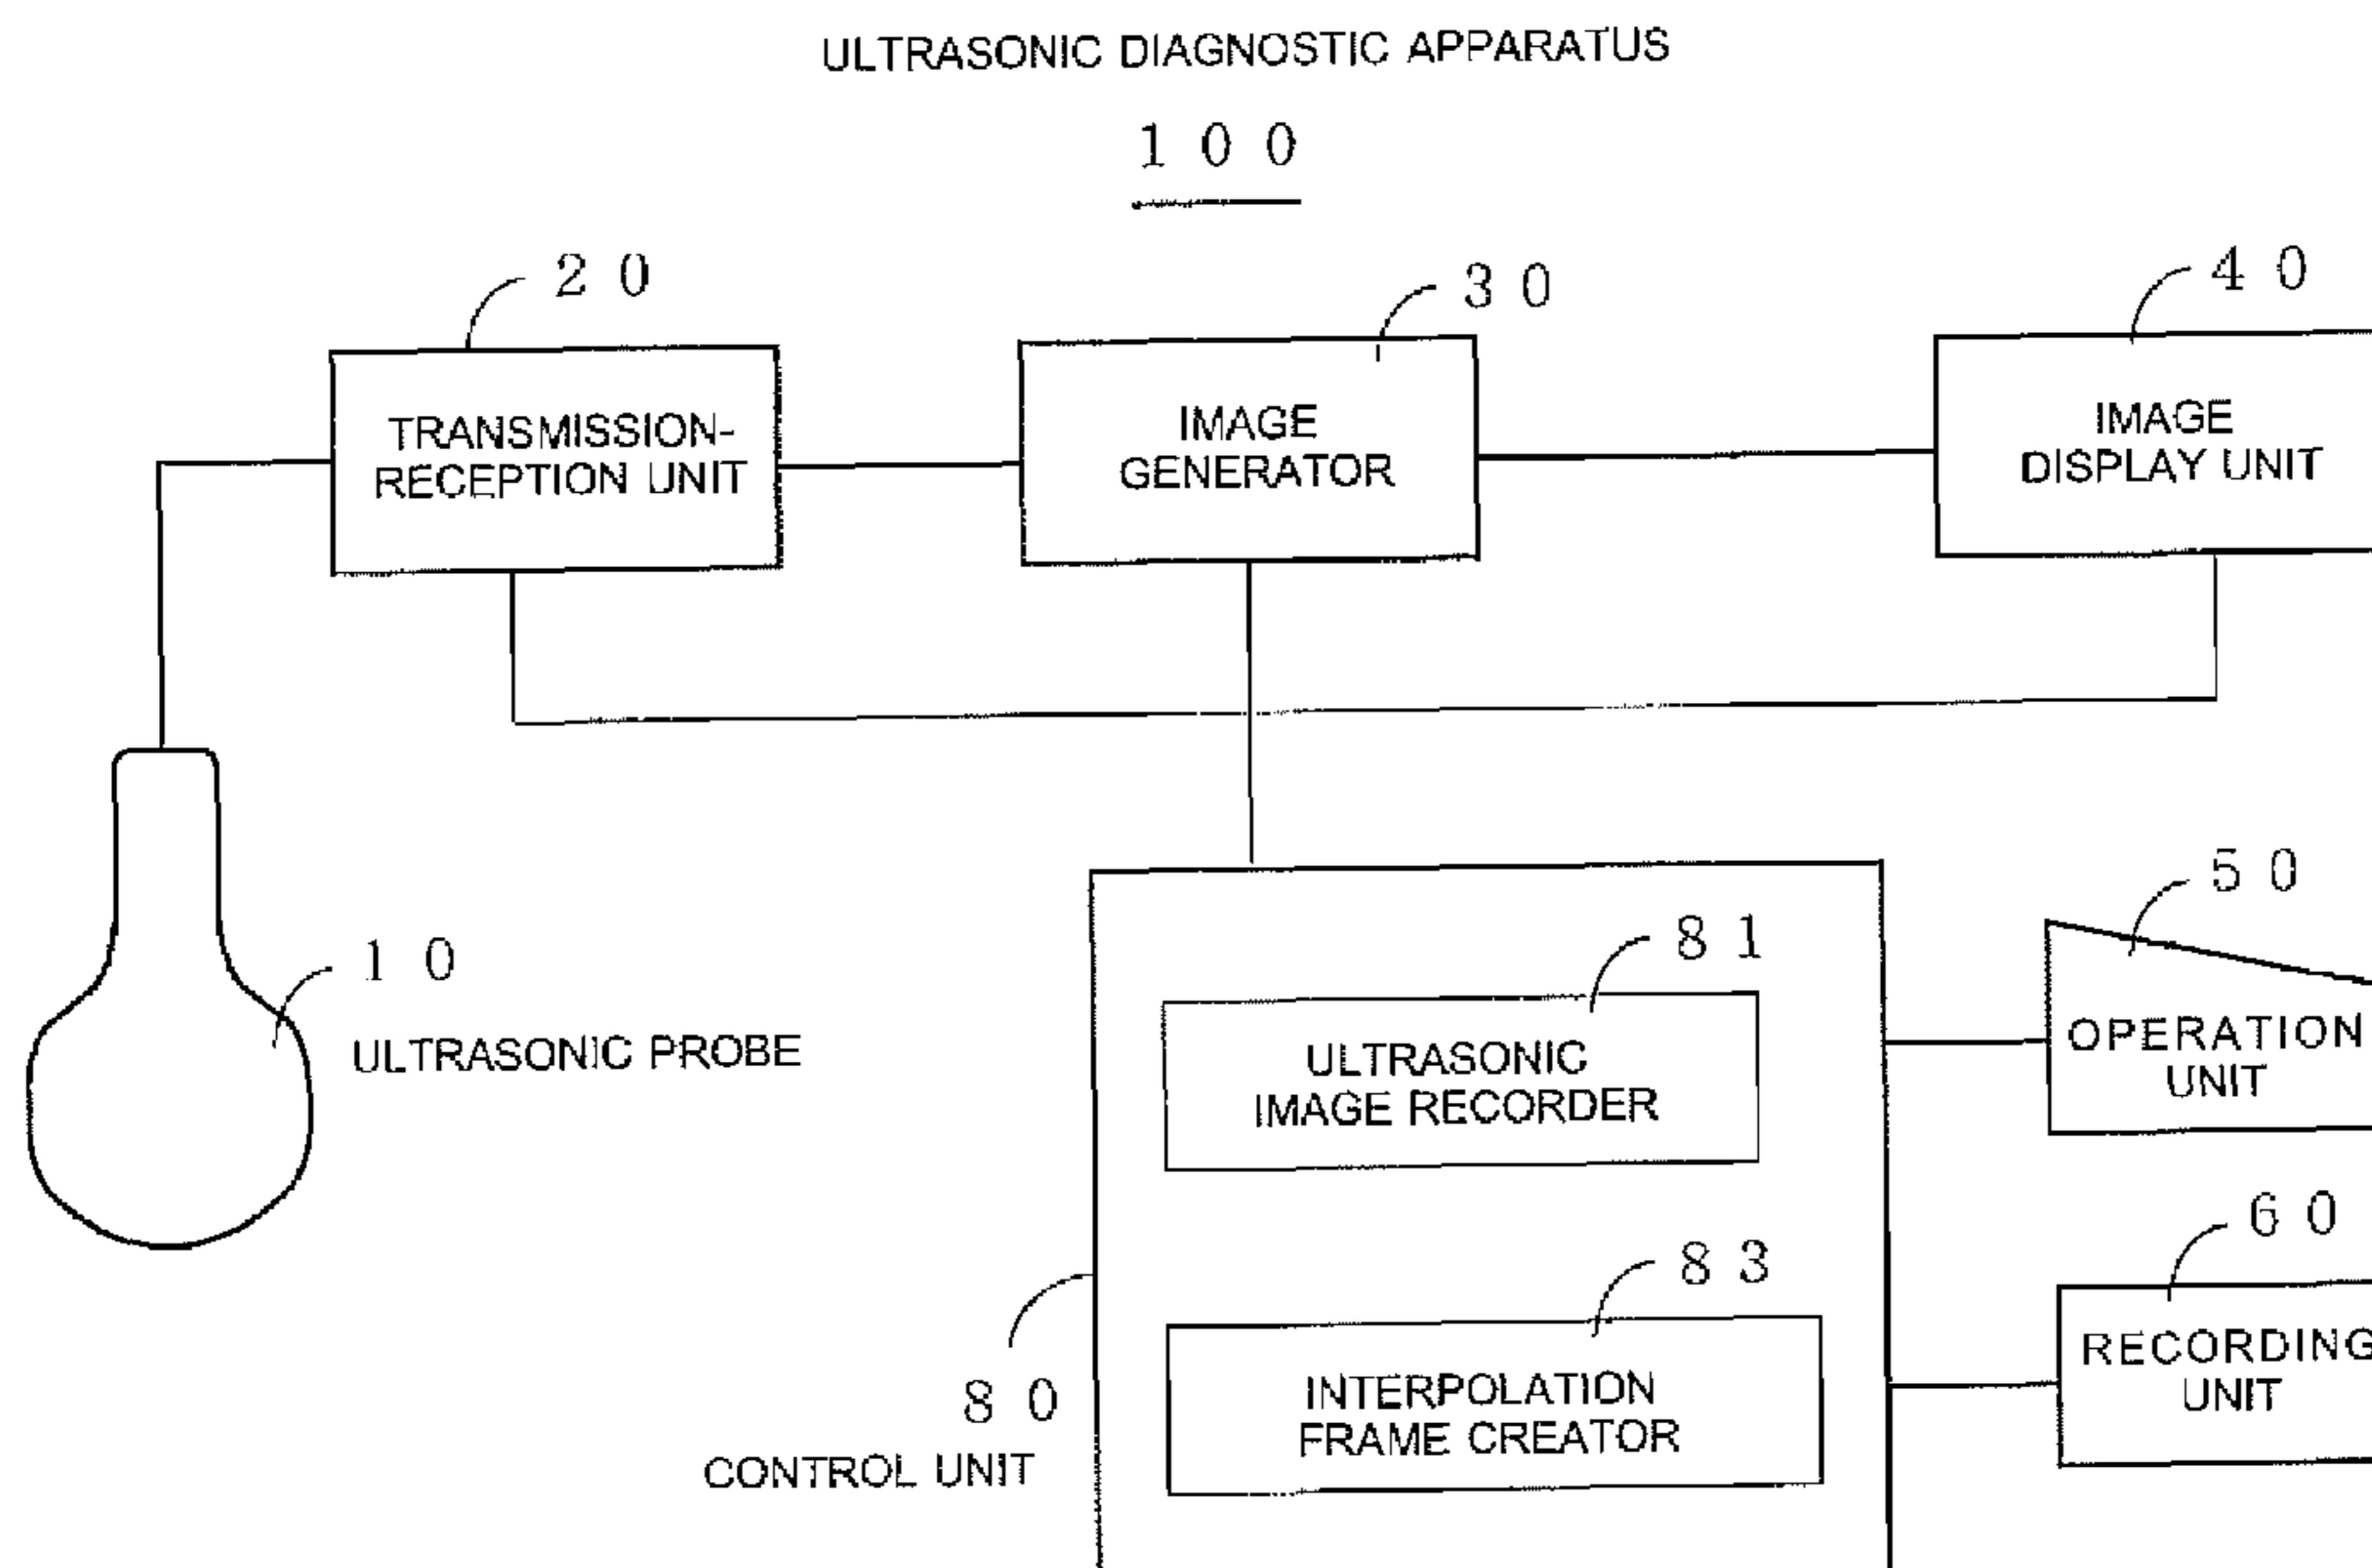 ULTRASONIC DIAGNOSTIC APPARATUS
100
20
30
40
TRANSMISSION-
RECEPTION UNIT
IMAGE
GENERATOR
IMAGE
DISPLAY UNIT
10
ULTRASONIC PROBE
81
ULTRASONIC
IMAGE RECORDER
50
OPERATION
UNIT
83
INTERPOLATION
FRAME CREATOR
60
RECORDING
UNIT
80
CONTROL UNIT